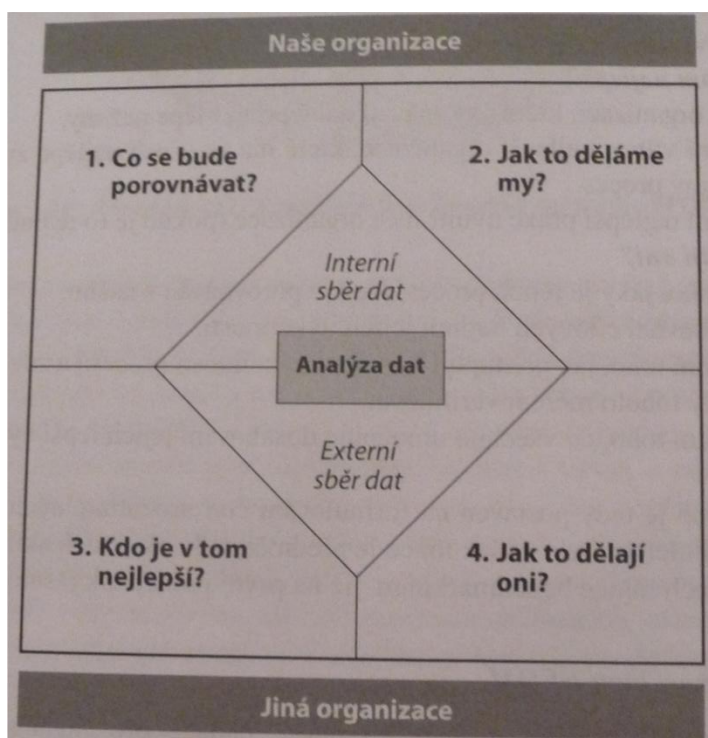 Naše organizace
1. Co se bude
porovnávat?
2. Jak to děláme
my?
Interní
sběr dat
Analýza dat
Externí
sběr dat
3. Kdo je v tom
nejlepší?
4. Jak to dělají
oni?
Jiná organizace